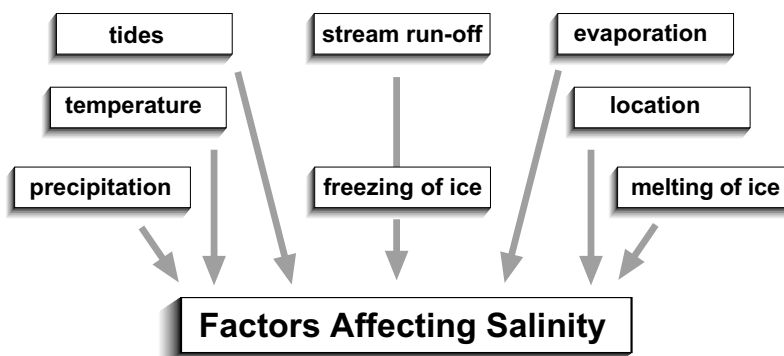 tides
stream run-off
evaporation
temperature
location
precipitation
freezing of ice
melting of ice
Factors Affecting Salinity